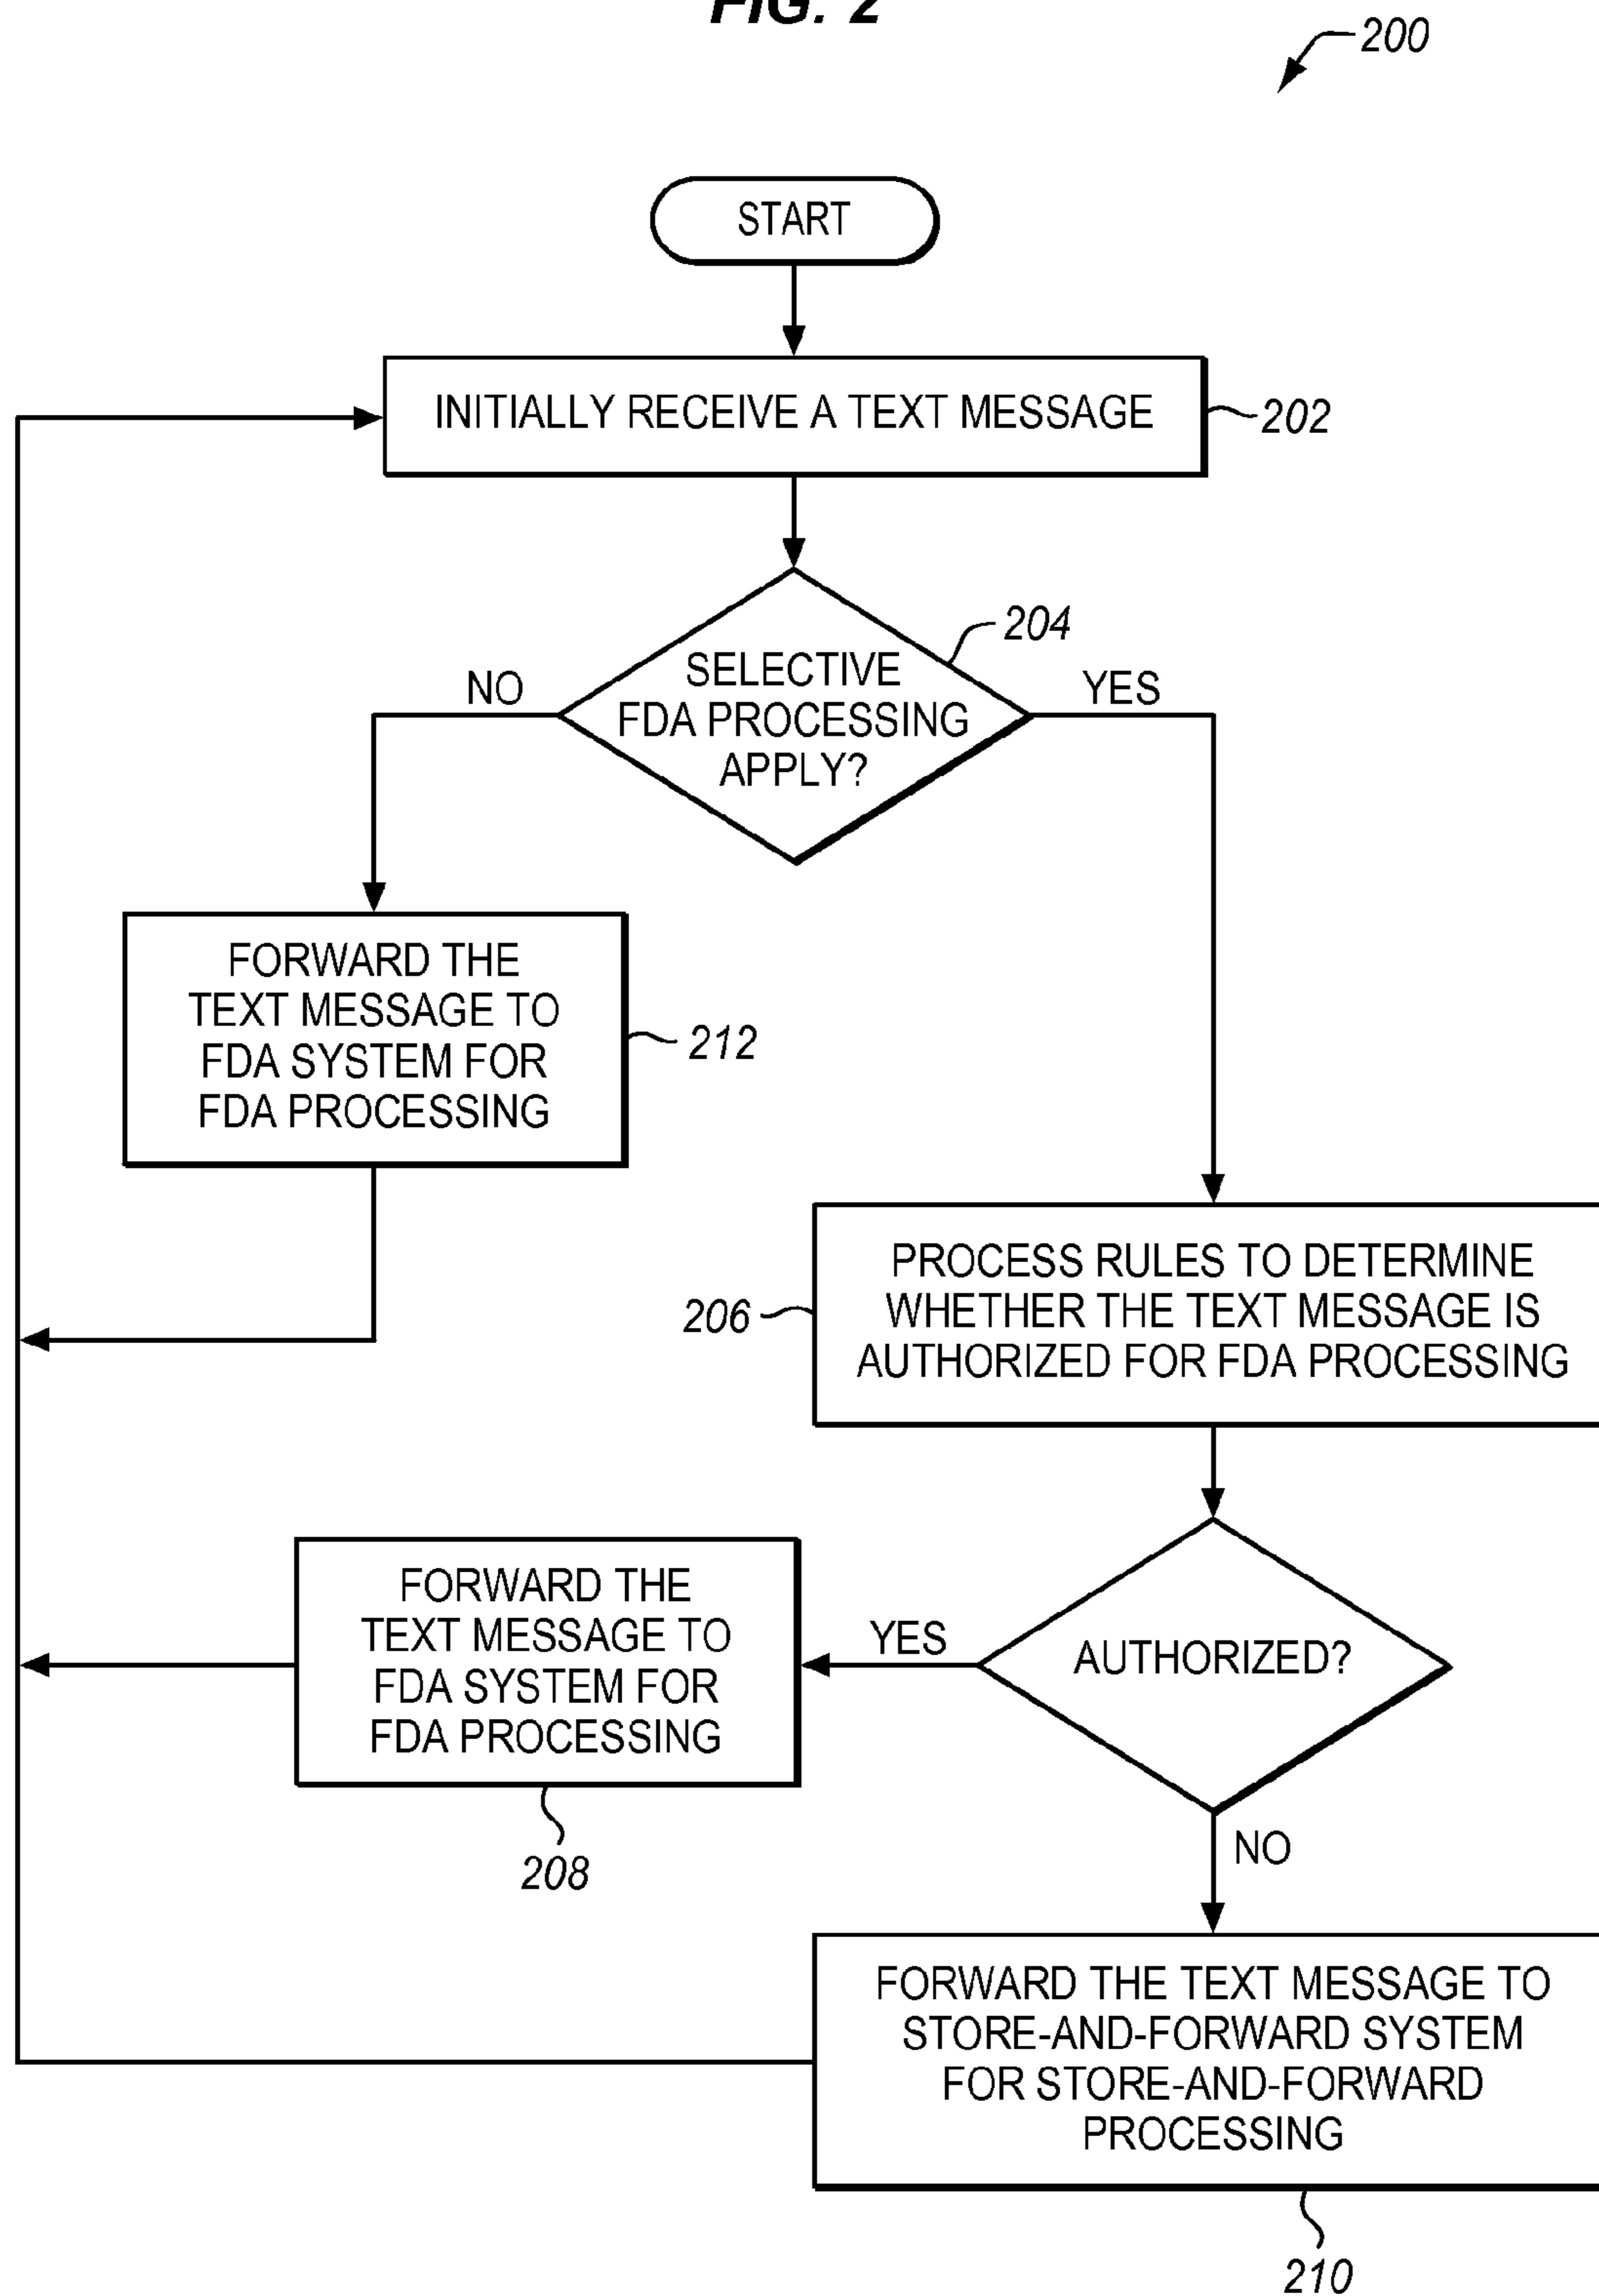 FIG. 2
200
START
INITIALLY RECEIVE A TEXT MESSAGE
202
204
SELECTIVE
FDA PROCESSING
APPLY?
NO
YES
FORWARD THE
TEXT MESSAGE TO
FDA SYSTEM FOR
FDA PROCESSING
212
PROCESS RULES TO DETERMINE
WHETHER THE TEXT MESSAGE IS
AUTHORIZED FOR FDA PROCESSING
206
FORWARD THE
TEXT MESSAGE TO
FDA SYSTEM FOR
FDA PROCESSING
208
YES
AUTHORIZED?
NO
FORWARD THE TEXT MESSAGE TO
STORE-AND-FORWARD SYSTEM
FOR STORE-AND-FORWARD
PROCESSING
210